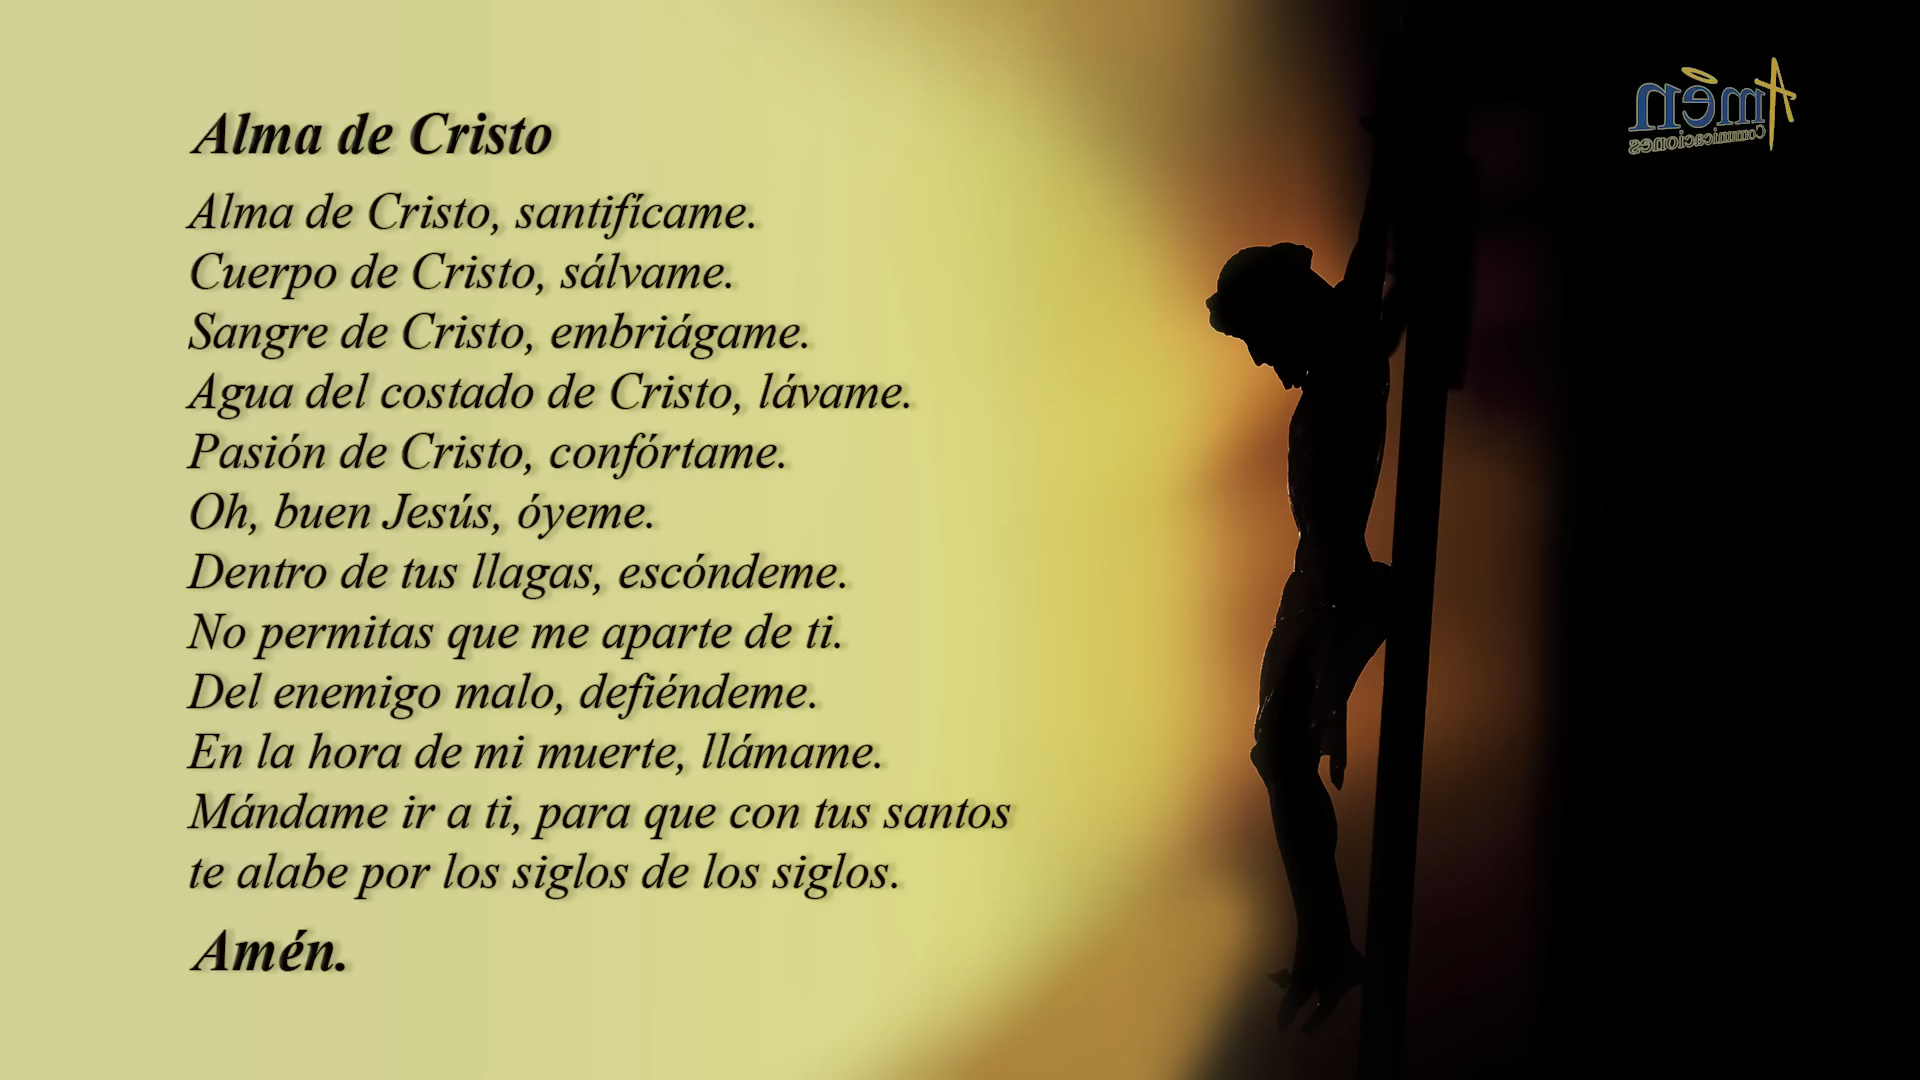 Alma de Cristo
Alma de Cristo, santifícame.
Cuerpo de Cristo, sálvame.
Sangre de Cristo, embriágame.
Agua del costado de Cristo, lávame.
Pasión de Cristo, confórtame.
Oh, buen Jesús, óyeme.
Dentro de tus llagas, escóndeme.
No permitas que me aparte de ti.
Del enemigo malo, defiéndeme.
En la hora de mi muerte, llámame.
Mándame ir a ti, para que con tus santos
te alabe por los siglos de los siglos.
Amén.
Amén
Comunicaciones